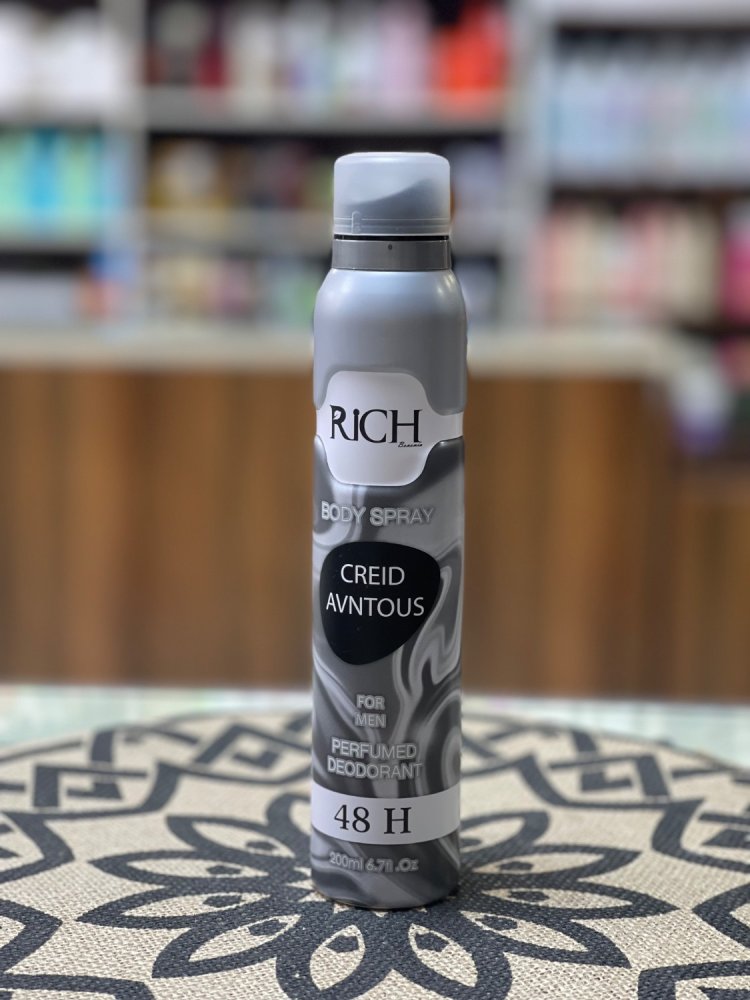 RiCH
BODY SPRAY
CREID
AVNTOUS
FOR
MEN
PERFUMED
DEODORANT
48 H
200ml 6.7fl .Oz